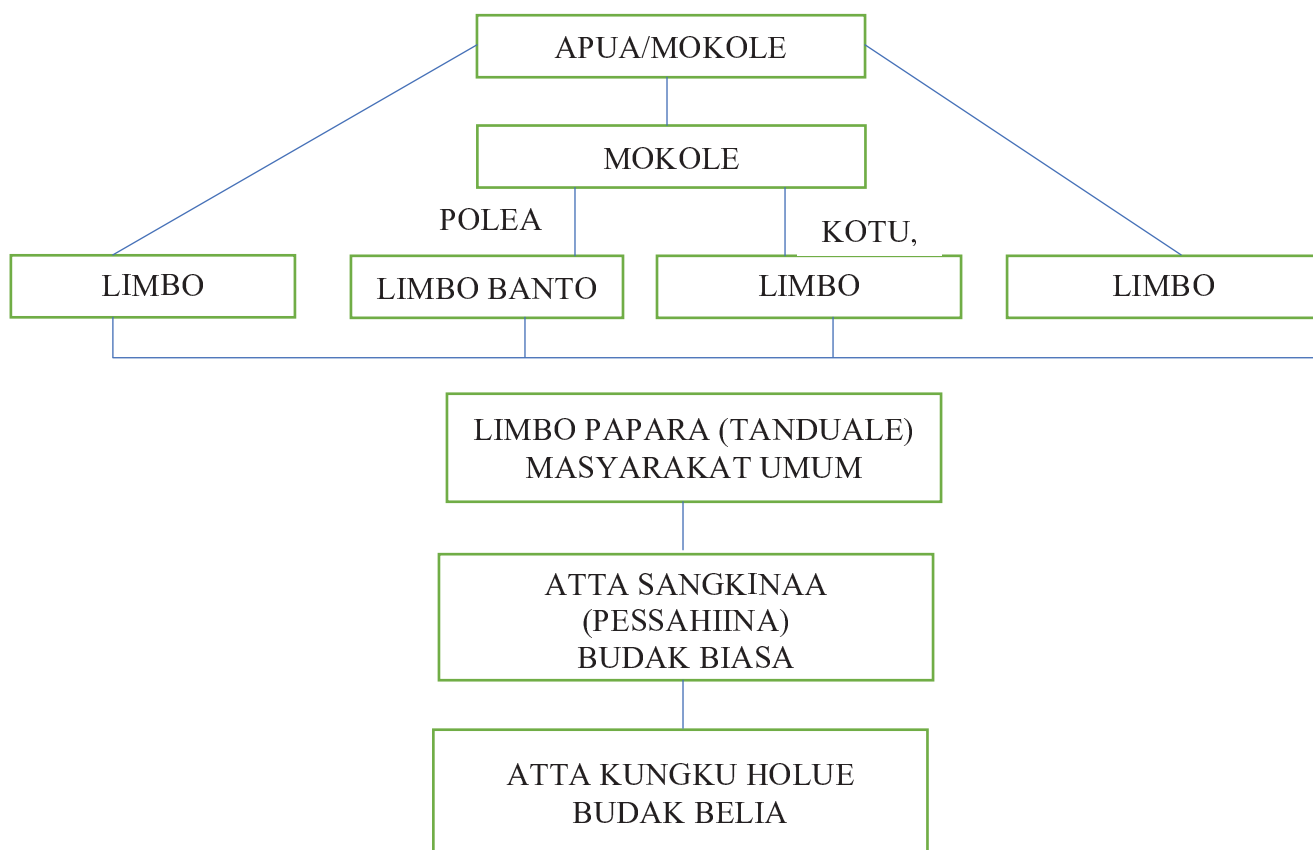 APUA/MOKOLE
MOKOLE
POLEA
KOTU,
LIMBO
LIMBO BANTO
LIMBO
LIMBO
LIMBO PAPARA (TANDUALE)
MASYARAKAT UMUM
ATTA SANGKINAA
(PESSAHIINA)
BUDAK BIASA
ATTA KUNGKU HOLUE
BUDAK BELIA